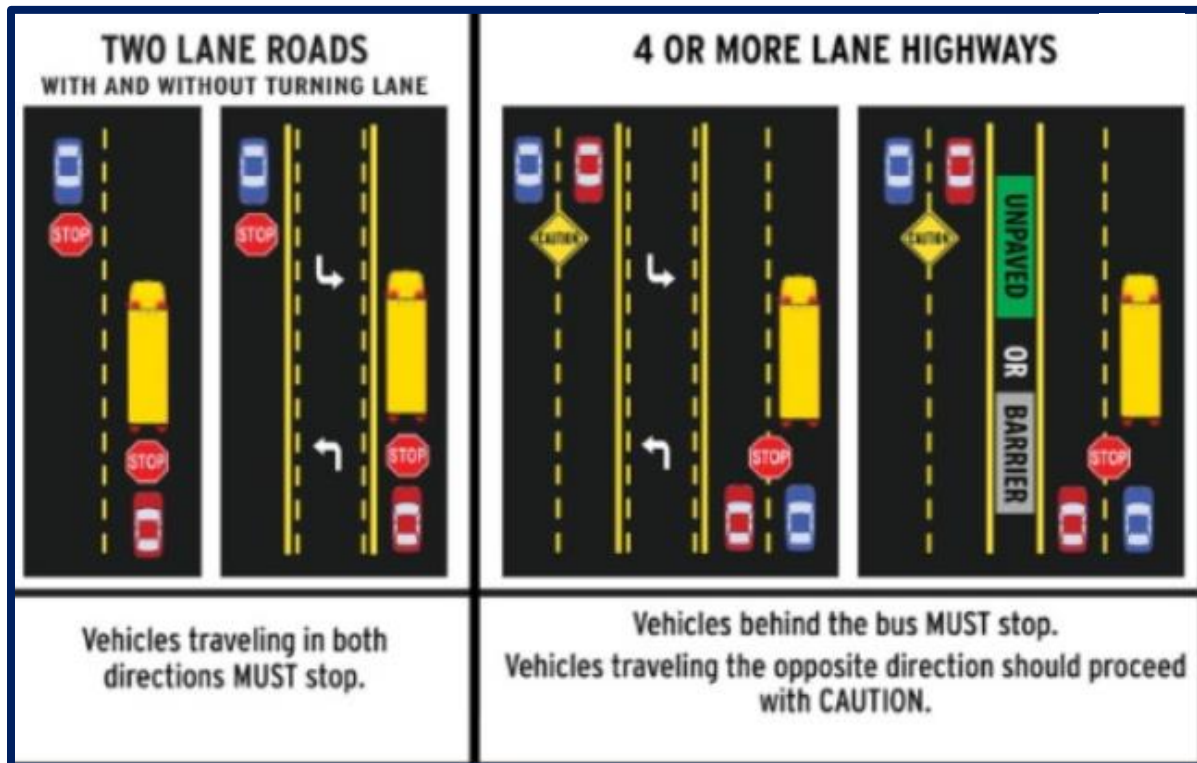 TWO LANE ROADS
WITH AND WITHOUT TURNING LANE
STOP
STOP
STOP
STOP
Vehicles traveling in both
directions MUST stop.
4 OR MORE LANE HIGHWAYS
CAUTION
STOP
CAUTION
UNPAVED
OR
BARRIER
STOP
Vehicles behind the bus MUST stop.
Vehicles traveling the opposite direction should proceed
with CAUTION.